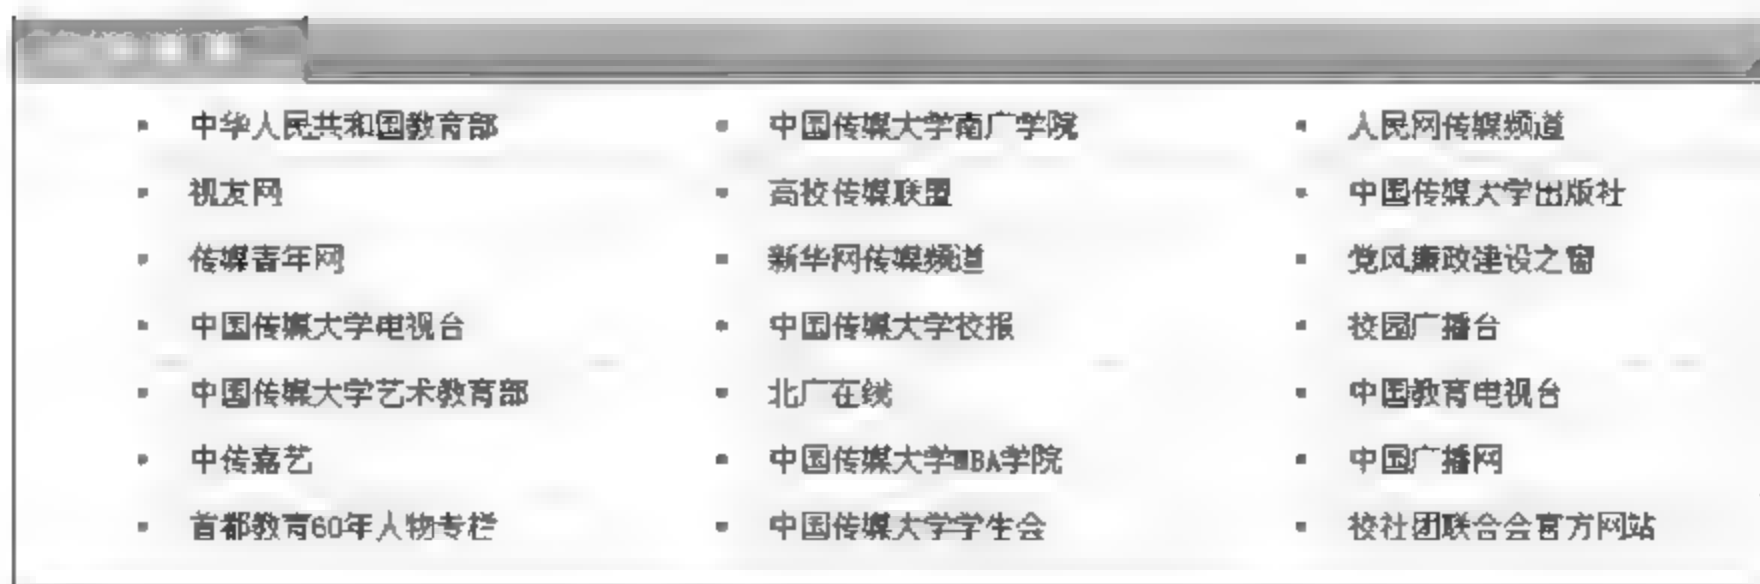 中华人民共和国教育部 中国传媒大学南广学院 人民网传媒频道
视友网 高校传媒联盟 中国传媒大学出版社
传媒青年网 新华网传媒频道 党风廉政建设之窗
中国传媒大学电视台 中国传媒大学校报 校园广播台
中国传媒大学艺术教育部 北广在线 中国教育电视台
中传嘉艺 中国传媒大学MBA学院 中国广播网
首都教育60年人物专栏 中国传媒大学学生会 校社团联合会官方网站